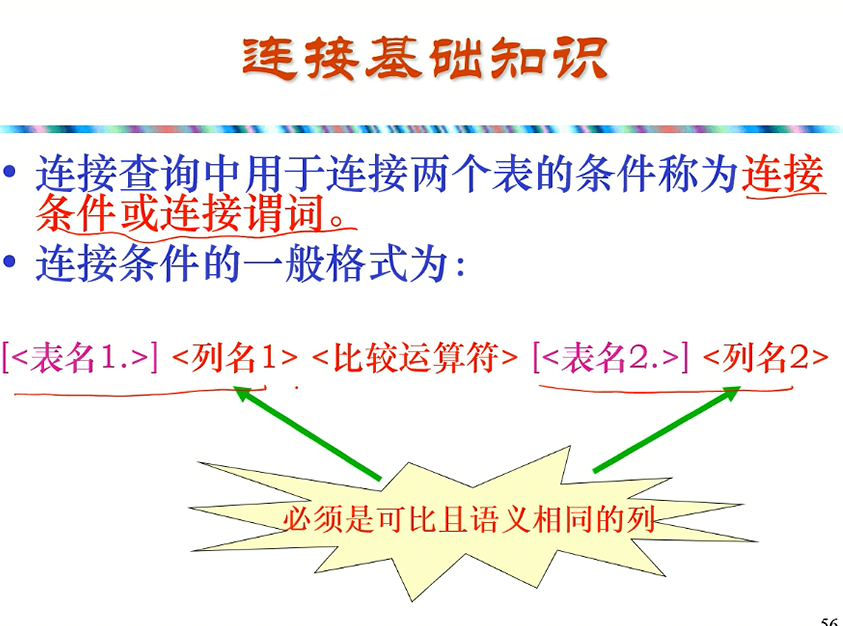 连接基础知识
• 连接查询中用于连接两个表的条件称为连接
条件或连接谓词。
• 连接条件的一般格式为：
[<表名1.>] <列名1> <比较运算符> [<表名2.>] <列名2>
必须是可比且语义相同的列
56